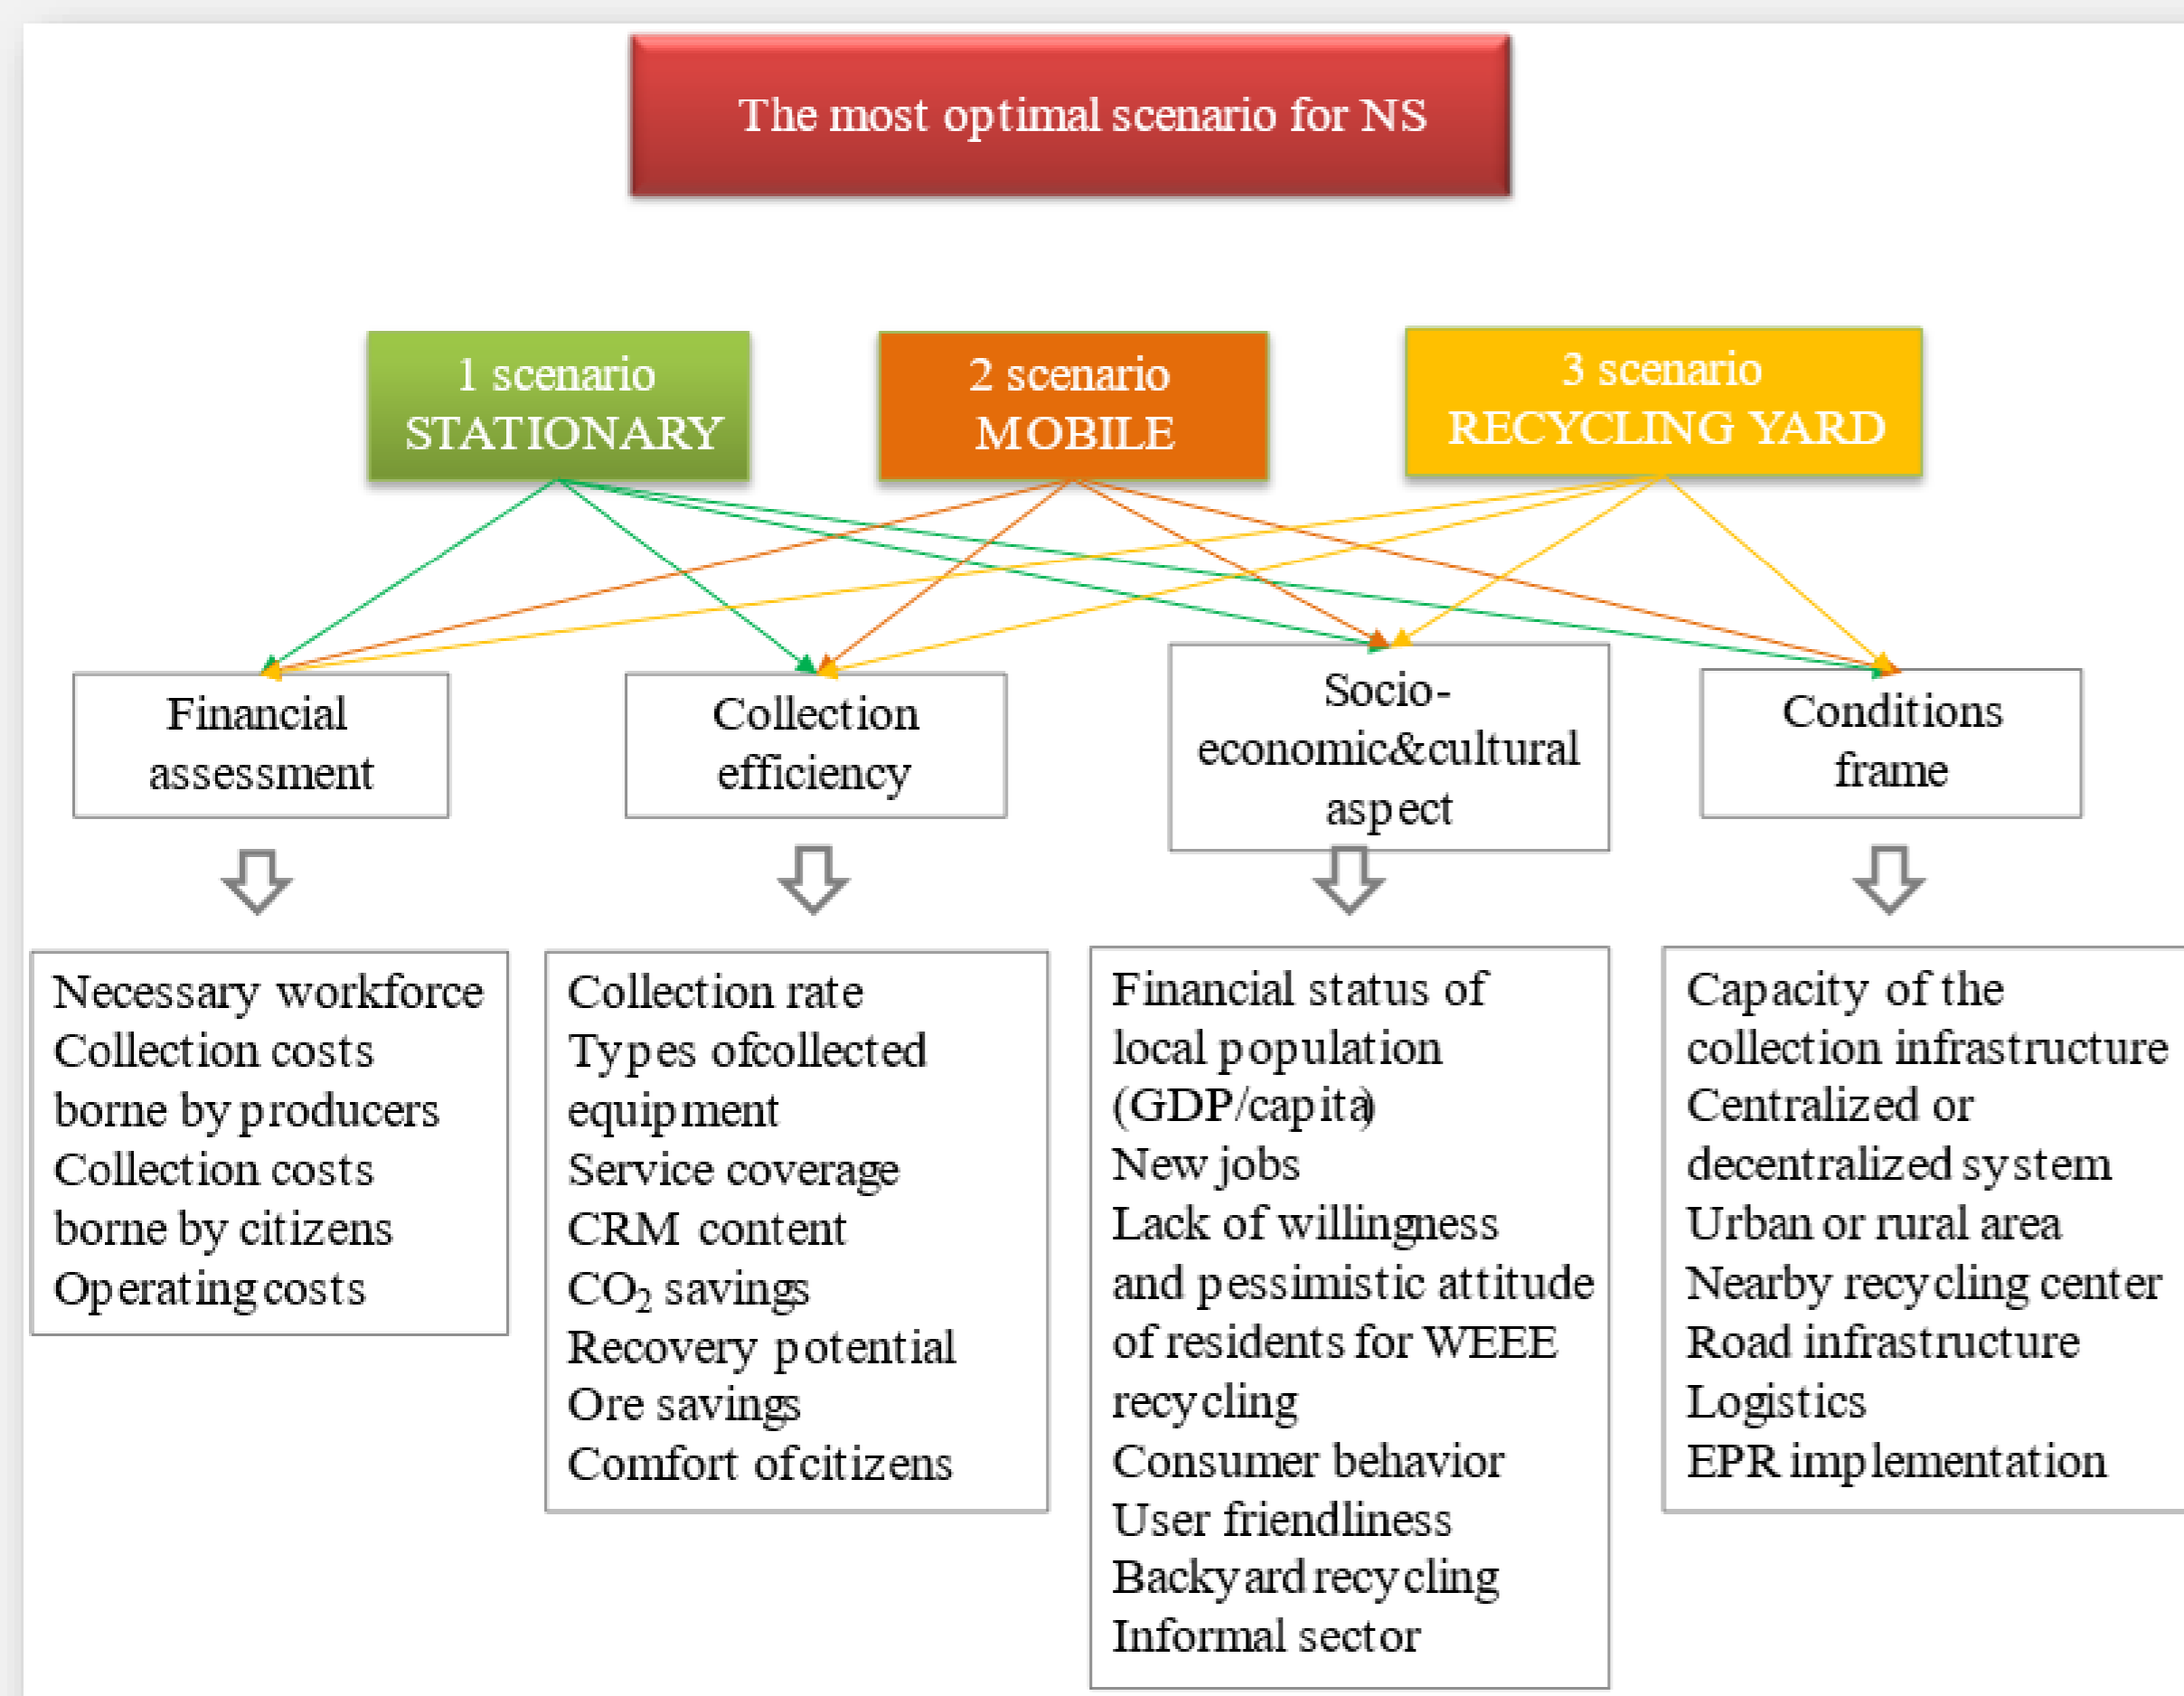 The most optimal scenario for NS
1 scenario
STATIONARY
2 scenario
MOBILE
3 scenario
RECYCLING YARD
Financial
assessment
Collection
efficiency
Socio-
economic&cultural
aspect
Conditions
frame
Necessary workforce
Collection costs
borne by producers
Collection costs
borne by citizens
Operating costs
Collection rate
Types ofcollected
equipment
Service coverage
CRM content
CO₂ savings
Recovery potential
Ore savings
Comfort ofcitizens
Financial status of
local population
(GDP/capita)
New jobs
Lack of willingness
and pessimistic attitude
of residents for WEEE
recycling
Consumer behavior
User friendliness
Backyard recycling
Informal sector
Capacity of the
collection infrastructure
Centralized or
decentralized system
Urban or rural area
Nearby recycling center
Road infrastructure
Logistics
EPR implementation